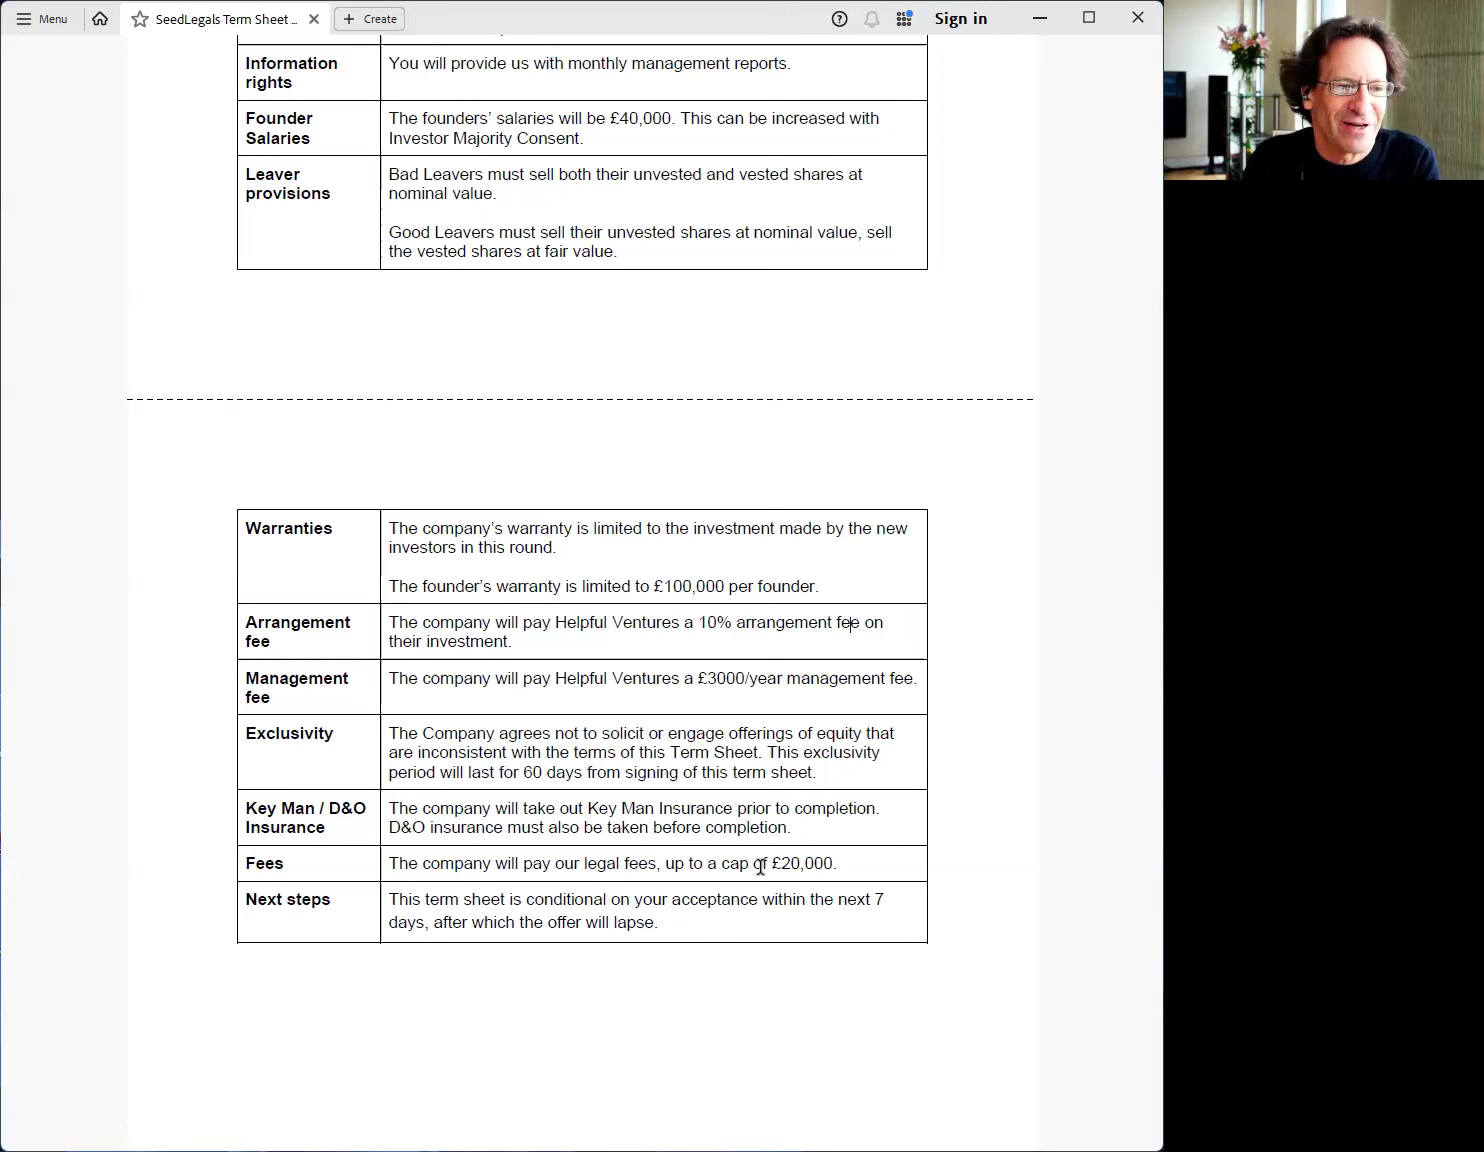 Menu
SeedLegals Term Sheet ...
Create
Sign in
Information
rights
You will provide us with monthly management reports.
Founder
Salaries
The founders' salaries will be £40,000. This can be increased with
Investor Majority Consent.
Leaver
provisions
Bad Leavers must sell both their unvested and vested shares at
nominal value.
Good Leavers must sell their unvested shares at nominal value, sell
the vested shares at fair value.
Warranties
The company's warranty is limited to the investment made by the new
investors in this round.
The founder's warranty is limited to £100,000 per founder.
Arrangement
fee
The company will pay Helpful Ventures a 10% arrangement fee on
their investment.
Management
fee
The company will pay Helpful Ventures a £3000/year management fee.
Exclusivity
The Company agrees not to solicit or engage offerings of equity that
are inconsistent with the terms of this Term Sheet. This exclusivity
period will last for 60 days from signing of this term sheet.
Key Man / D&O
Insurance
The company will take out Key Man Insurance prior to completion.
D&O insurance must also be taken before completion.
Fees
The company will pay our legal fees, up to a cap of £20,000.
Next steps
This term sheet is conditional on your acceptance within the next 7
days, after which the offer will lapse.